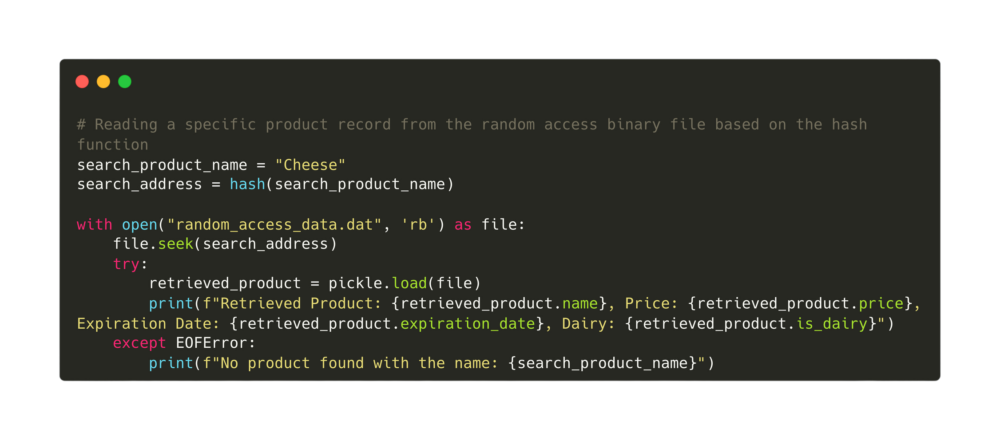 # Reading a specific product record from the random access binary file based on the hash
function
search_product_name = "Cheese"
search_address = hash(search_product_name)

with open("random_access_data.dat", 'rb') as file:
    file.seek(search_address)
    try:
        retrieved_product = pickle.load(file)
        print(f"Retrieved Product: {retrieved_product.name}, Price: {retrieved_product.price},
Expiration Date: {retrieved_product.expiration_date}, Dairy: {retrieved_product.is_dairy}")
    except EOFError:
        print(f"No product found with the name: {search_product_name}")